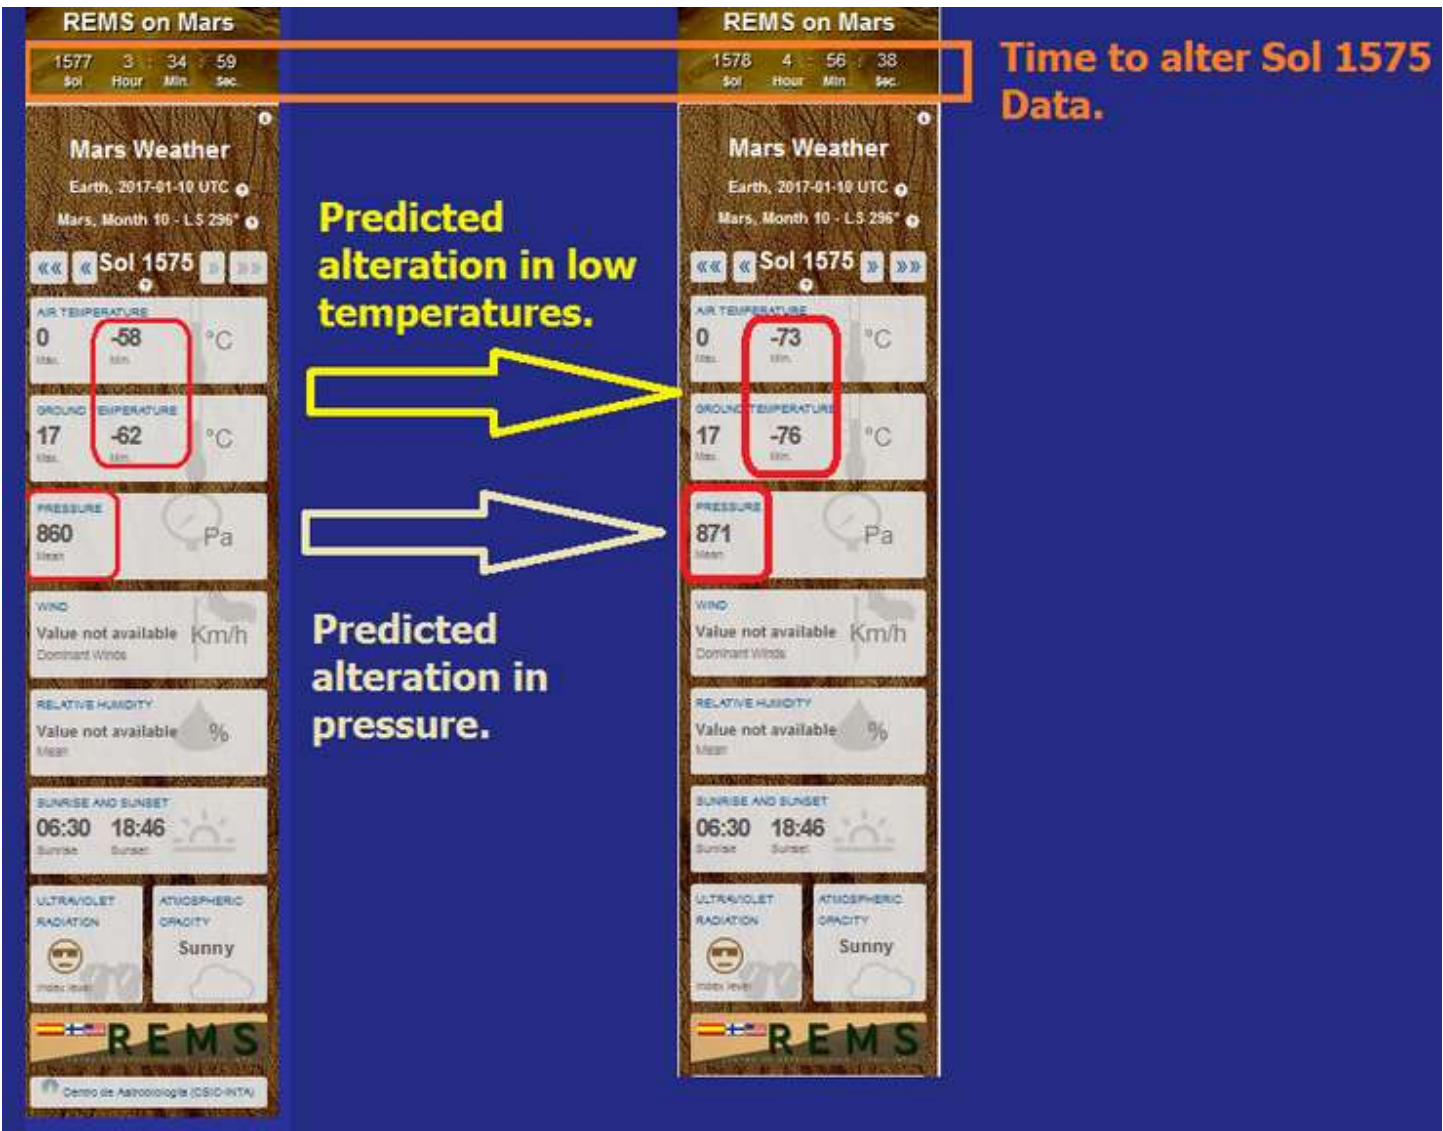 REMS on Mars
1577 3 : 34 : 59
Sol Hour Min. Sec.
Mars Weather
Earth, 2017-01-10 UTC
Mars, Month 10 - LS 296°
«« « Sol 1575 » »»
AIR TEMPERATURE
0 -58 °C
Max. Min.
GROUND TEMPERATURE
17 -62 °C
Max. Min.
PRESSURE
860 Pa
Mean
WIND
Value not available Km/h
Dominant Winds
RELATIVE HUMIDITY
Value not available %
Mean
SUNRISE AND SUNSET
06:30 18:46
Sunrise Sunset
ULTRAVIOLET
RADIATION
Index level
ATMOSPHERIC
OPACITY
Sunny
REMS
Centro de Astrobiología (CSIC-INTA)
Predicted
alteration in low
temperatures.
Predicted
alteration in
pressure.
REMS on Mars
1578 4 : 56 : 38
Sol Hour Min Sec.
Mars Weather
Earth, 2017-01-10 UTC
Mars, Month 10 - LS 296°
«« « Sol 1575 » »»
AIR TEMPERATURE
0 -73 °C
Max. Min.
GROUND TEMPERATURE
17 -76 °C
Max. Min.
PRESSURE
871 Pa
Mean
WIND
Value not available Km/h
Dominant Winds
RELATIVE HUMIDITY
Value not available %
Mean
SUNRISE AND SUNSET
06:30 18:46
Sunrise Sunset
ULTRAVIOLET
RADIATION
Index level
ATMOSPHERIC
OPACITY
Sunny
REMS
Time to alter Sol 1575
Data.